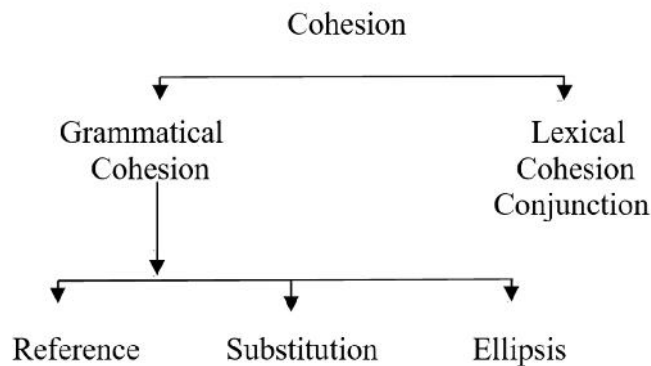 Cohesion
Grammatical
Cohesion
Lexical
Cohesion
Conjunction
Reference
Substitution
Ellipsis